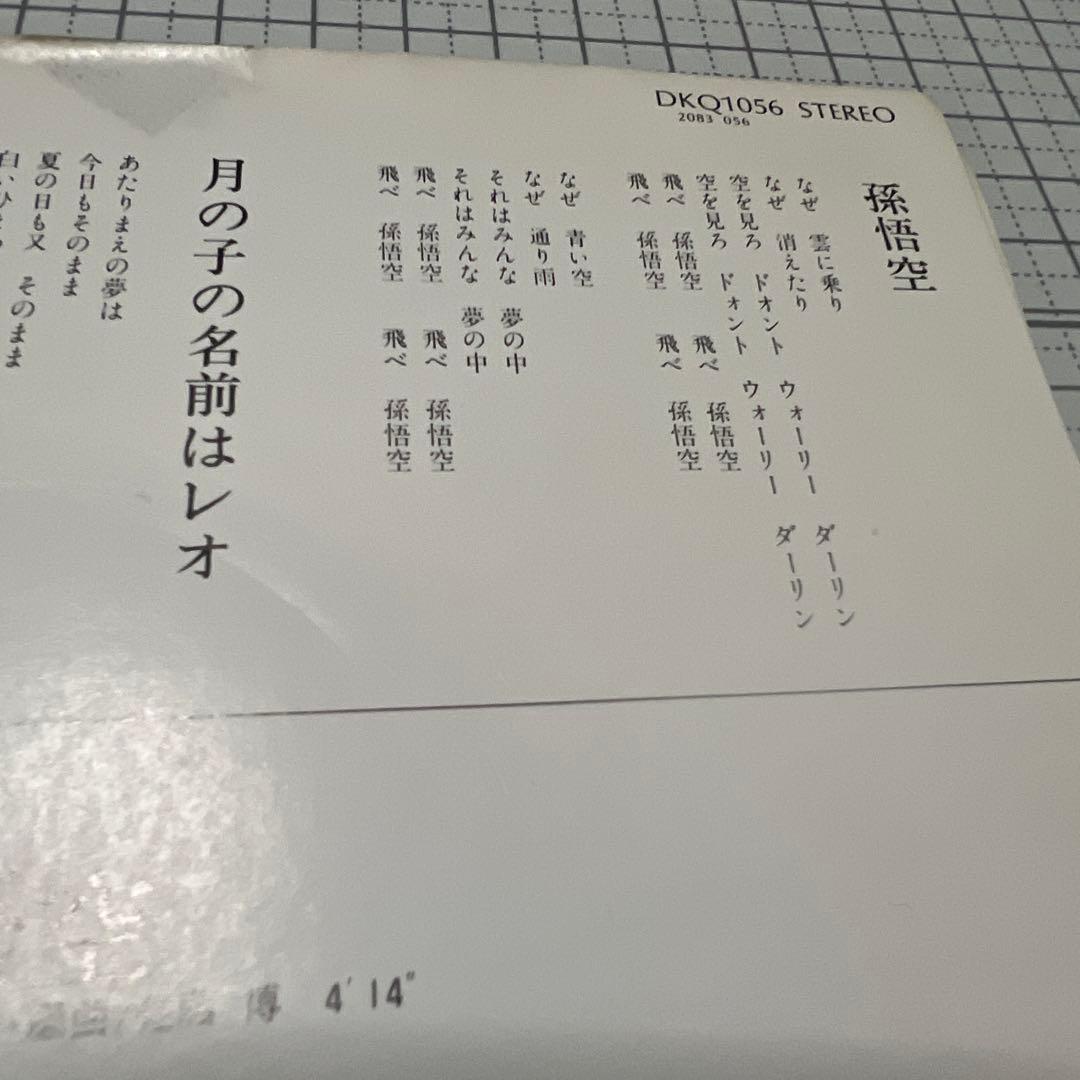 DKQ1056 STEREO
2083 056
孫悟空
なぜ 雲に乗り
なぜ 消えたり
空を見ろ ドォント ウォーリー ダーリン
空を見ろ ドォント ウォーリー ダーリン
飛べ 孫悟空 飛べ 孫悟空
飛べ 孫悟空 飛べ 孫悟空
なぜ 青い空
なぜ 通り雨
それはみんな 夢の中
それはみんな 夢の中
飛べ 孫悟空 飛べ 孫悟空
飛べ 孫悟空 飛べ 孫悟空
月の子の名前はレオ
あたりまえの夢は
今日もそのまま
夏の日も又 そのまま
白いひ
博 4'14"